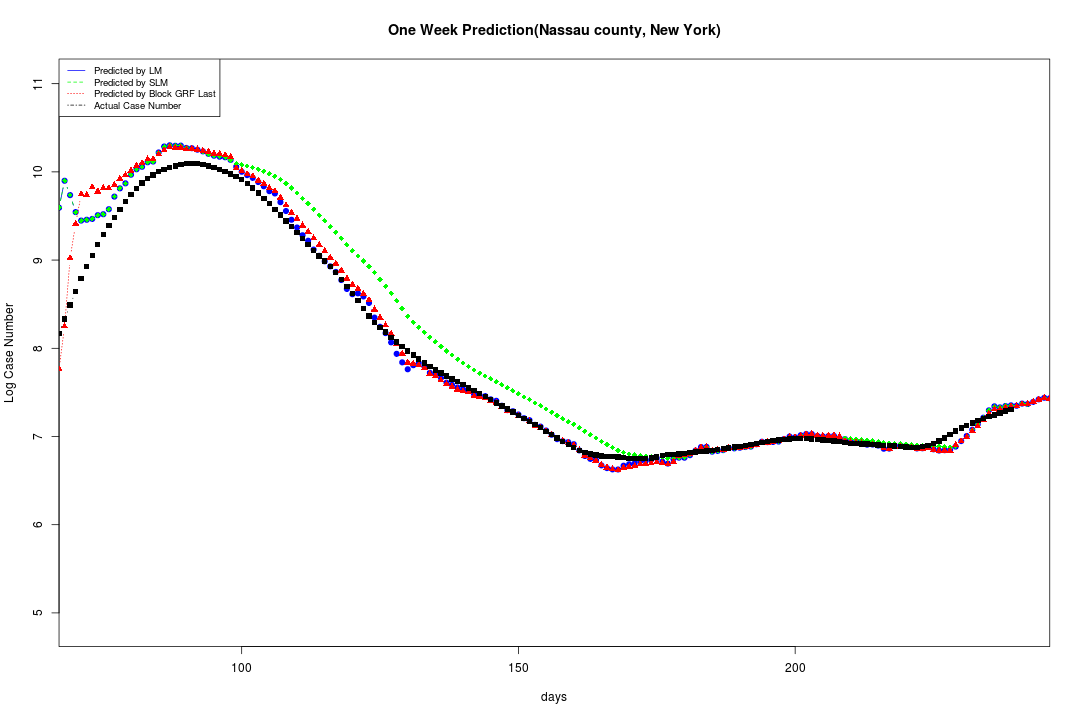 One Week Prediction(Nassau county, New York)
Predicted by LM
Predicted by SLM
Predicted by Block GRF Last
Actual Case Number
11
10
9
8
7
6
5
Log Case Number
100 150 200
days